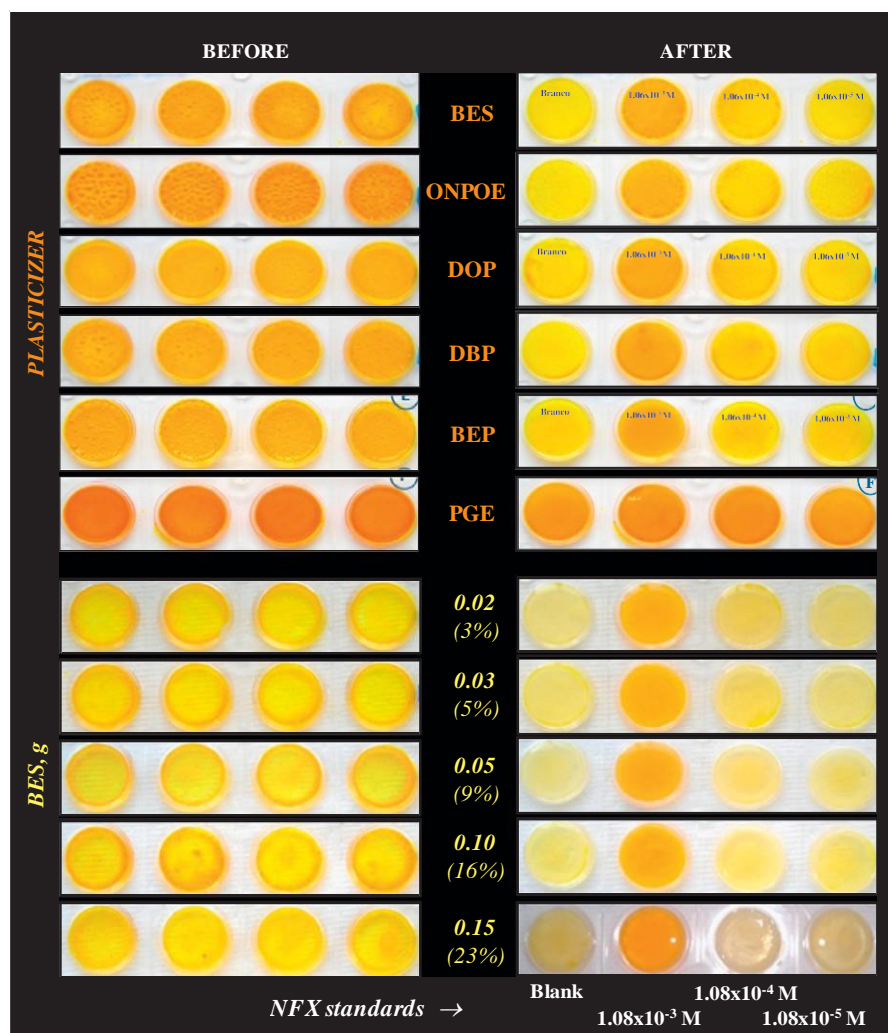 BEFORE AFTER
PLASTICIZER
BES
Branco 1.06x10⁻³ M 1.06x10⁻⁴ M 1.06x10⁻⁵ M
ONPOE
DOP
Branco 1.06x10⁻³ M 1.06x10⁻⁴ M 1.06x10⁻⁵ M
DBP
BEP
Branco 1.06x10⁻³ M 1.06x10⁻⁴ M 1.06x10⁻⁵ M
PGE
F
BES, g
0.02
(3%)
0.03
(5%)
0.05
(9%)
0.10
(16%)
0.15
(23%)
NFX standards →
Blank 1.08x10⁻⁴ M
1.08x10⁻³ M 1.08x10⁻⁵ M